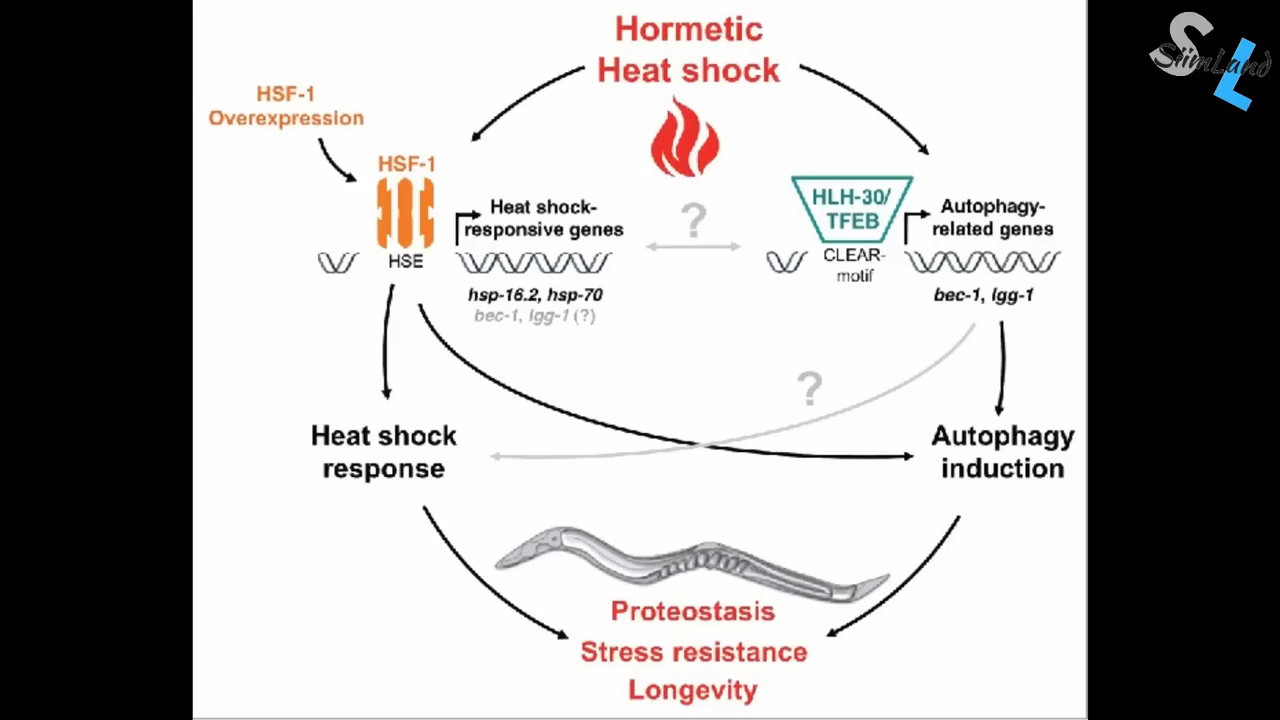 Hormetic
Heat shock
SiimLand
HSF-1
Overexpression
HSF-1
HSE
Heat shock-
responsive genes
hsp-16.2, hsp-70
bec-1, lgg-1 (?)
?
HLH-30/
TFEB
CLEAR-
motif
Autophagy-
related genes
bec-1, lgg-1
?
Heat shock
response
Autophagy
induction
Proteostasis
Stress resistance
Longevity